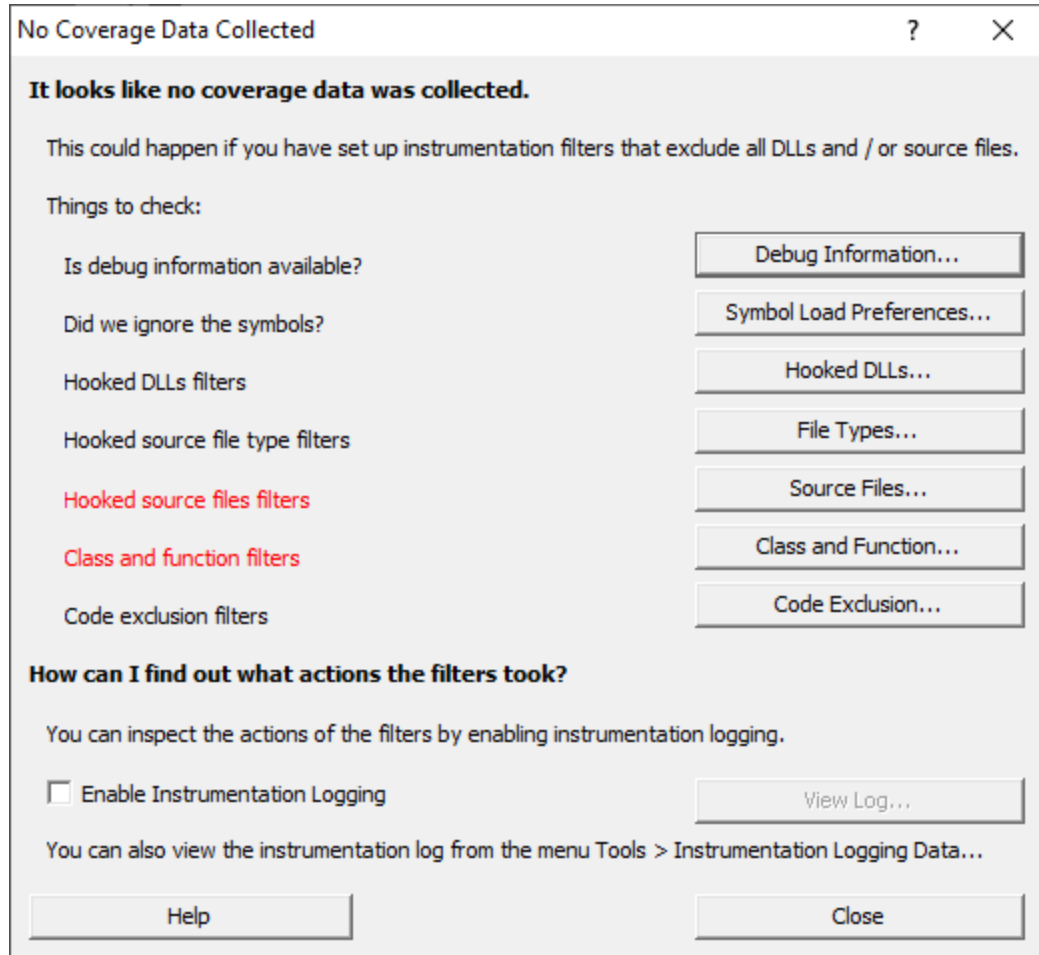 No Coverage Data Collected ?
It looks like no coverage data was collected.
This could happen if you have set up instrumentation filters that exclude all DLLs and / or source files.
Things to check:
Is debug information available? Debug Information...
Did we ignore the symbols? Symbol Load Preferences...
Hooked DLLs filters Hooked DLLs...
Hooked source file type filters File Types...
Hooked source files filters Source Files...
Class and function filters Class and Function...
Code exclusion filters Code Exclusion...
How can I find out what actions the filters took?
You can inspect the actions of the filters by enabling instrumentation logging.
Enable Instrumentation Logging View Log...
You can also view the instrumentation log from the menu Tools > Instrumentation Logging Data...
Help Close